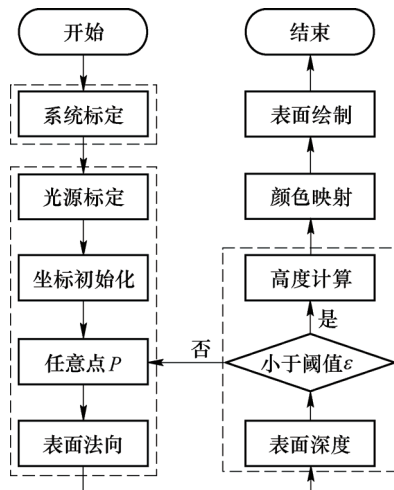 开始
系统标定
光源标定
坐标初始化
任意点P
表面法向
结束
表面绘制
颜色映射
高度计算
是
否
小于阈值ε
表面深度